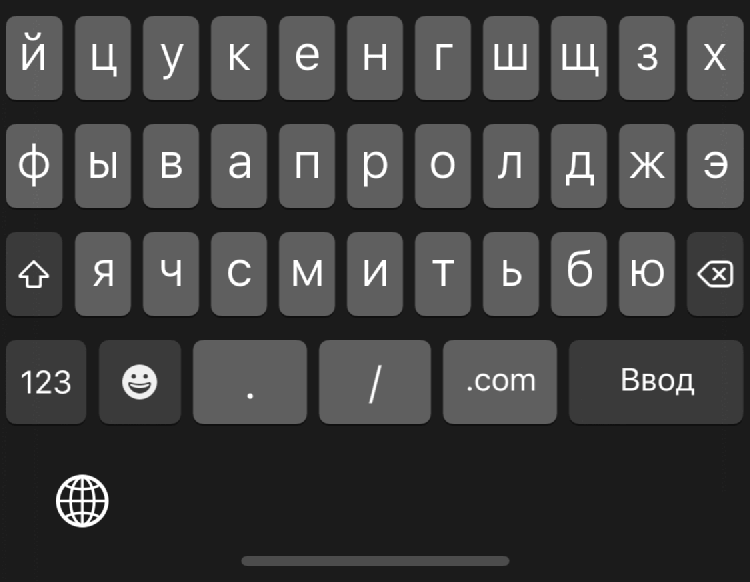 й ц у к е н г ш щ з х
ф ы в а п р о л д ж э
я ч с м и т ь б ю
123 . / .com Ввод